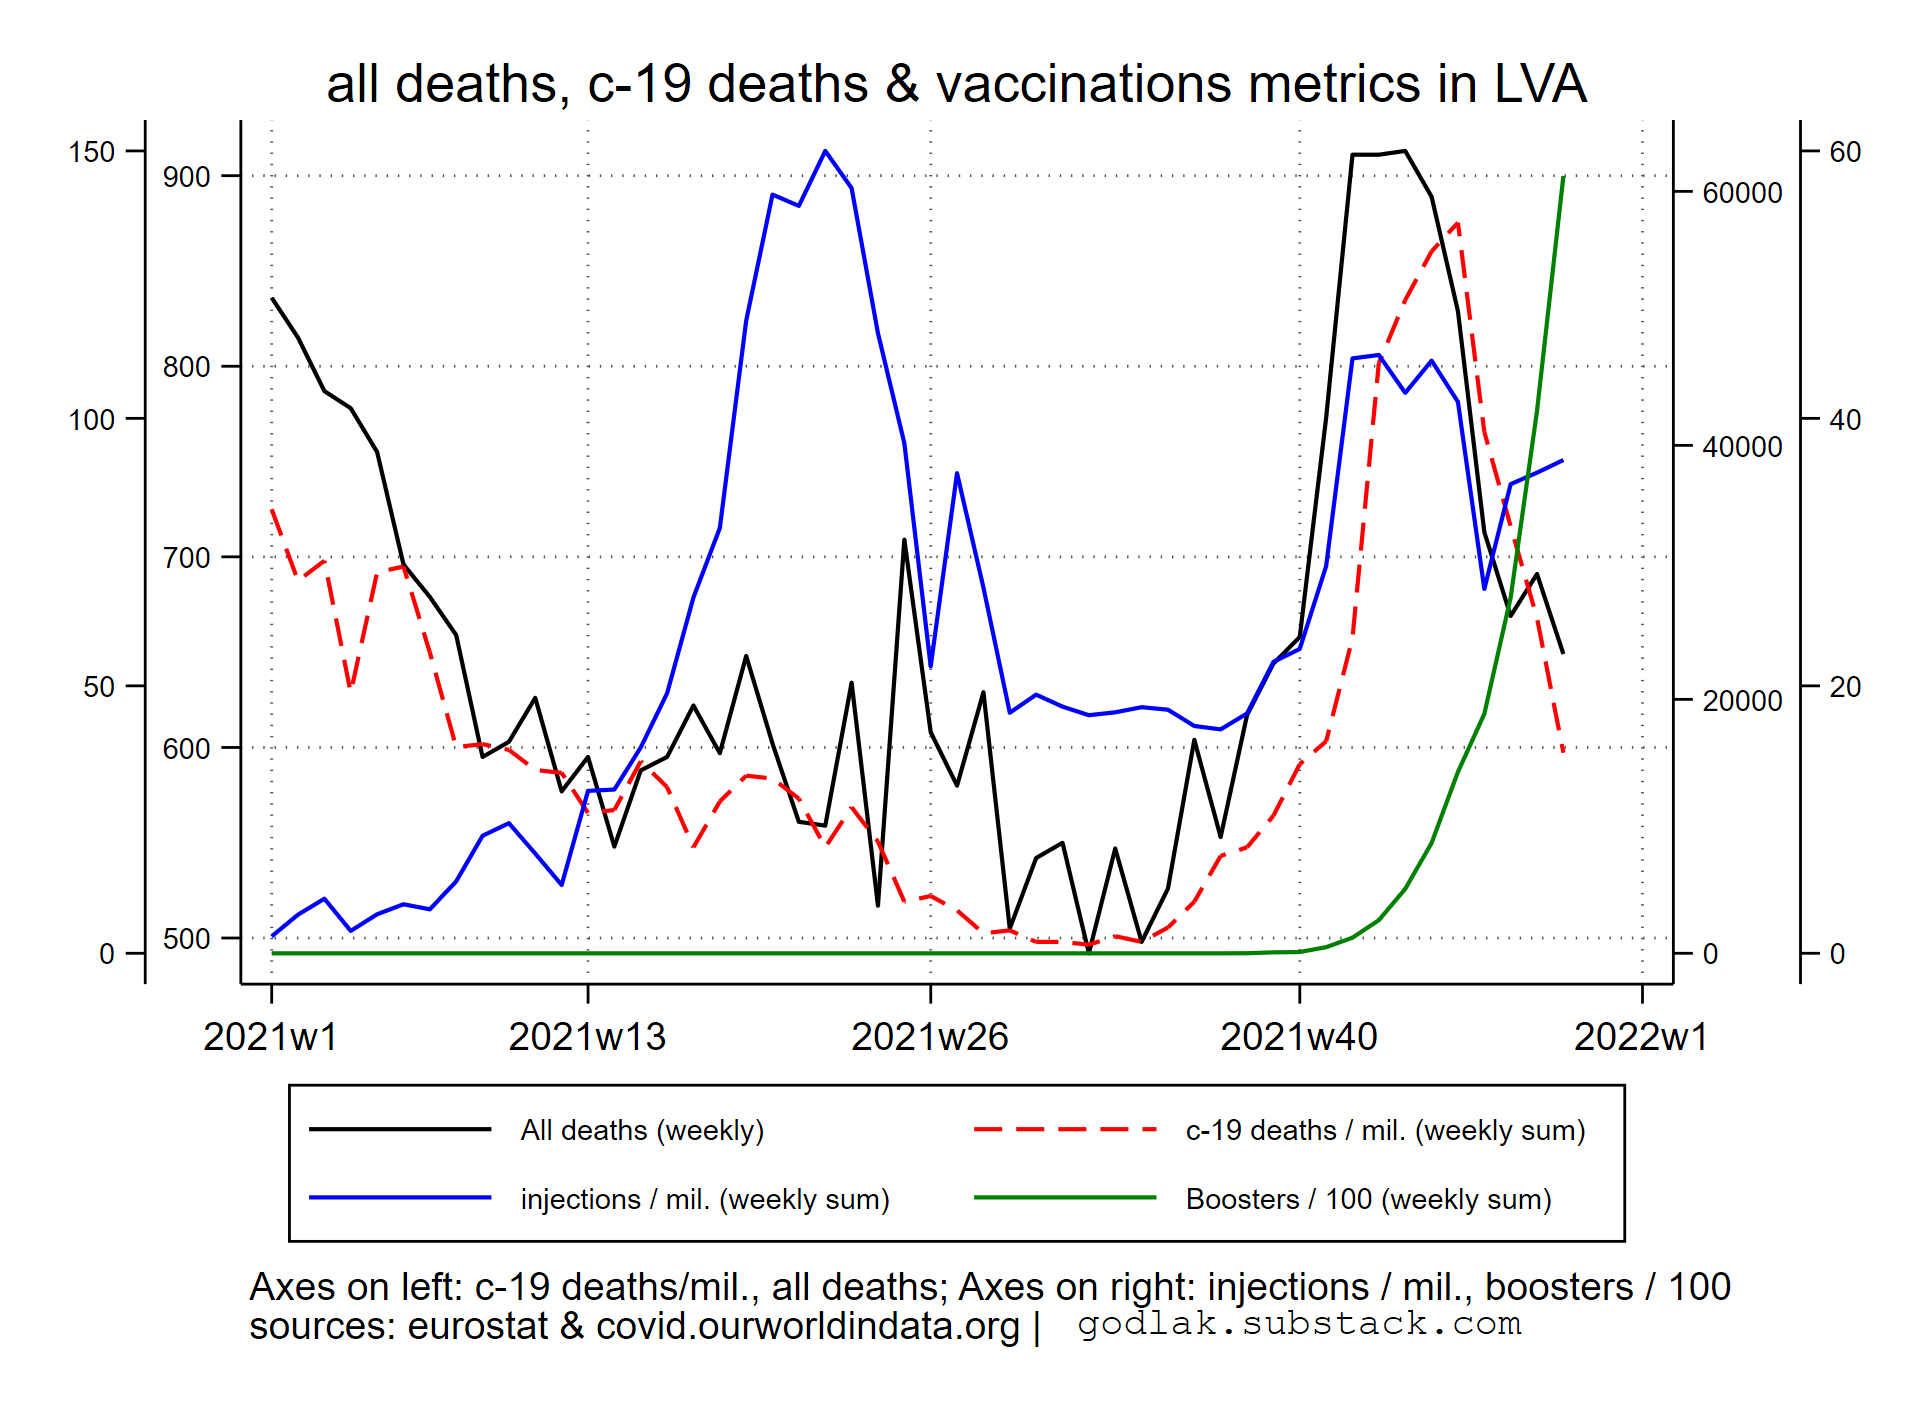 all deaths, c-19 deaths & vaccinations metrics in LVA
150
100
50
0
900
800
700
600
500
60000
40000
20000
0
60
40
20
0
2021w1 2021w13 2021w26 2021w40 2022w1
All deaths (weekly) c-19 deaths / mil. (weekly sum)
injections / mil. (weekly sum) Boosters / 100 (weekly sum)
Axes on left: c-19 deaths/mil., all deaths; Axes on right: injections / mil., boosters / 100
sources: eurostat & covid.ourworldindata.org | godlak.substack.com